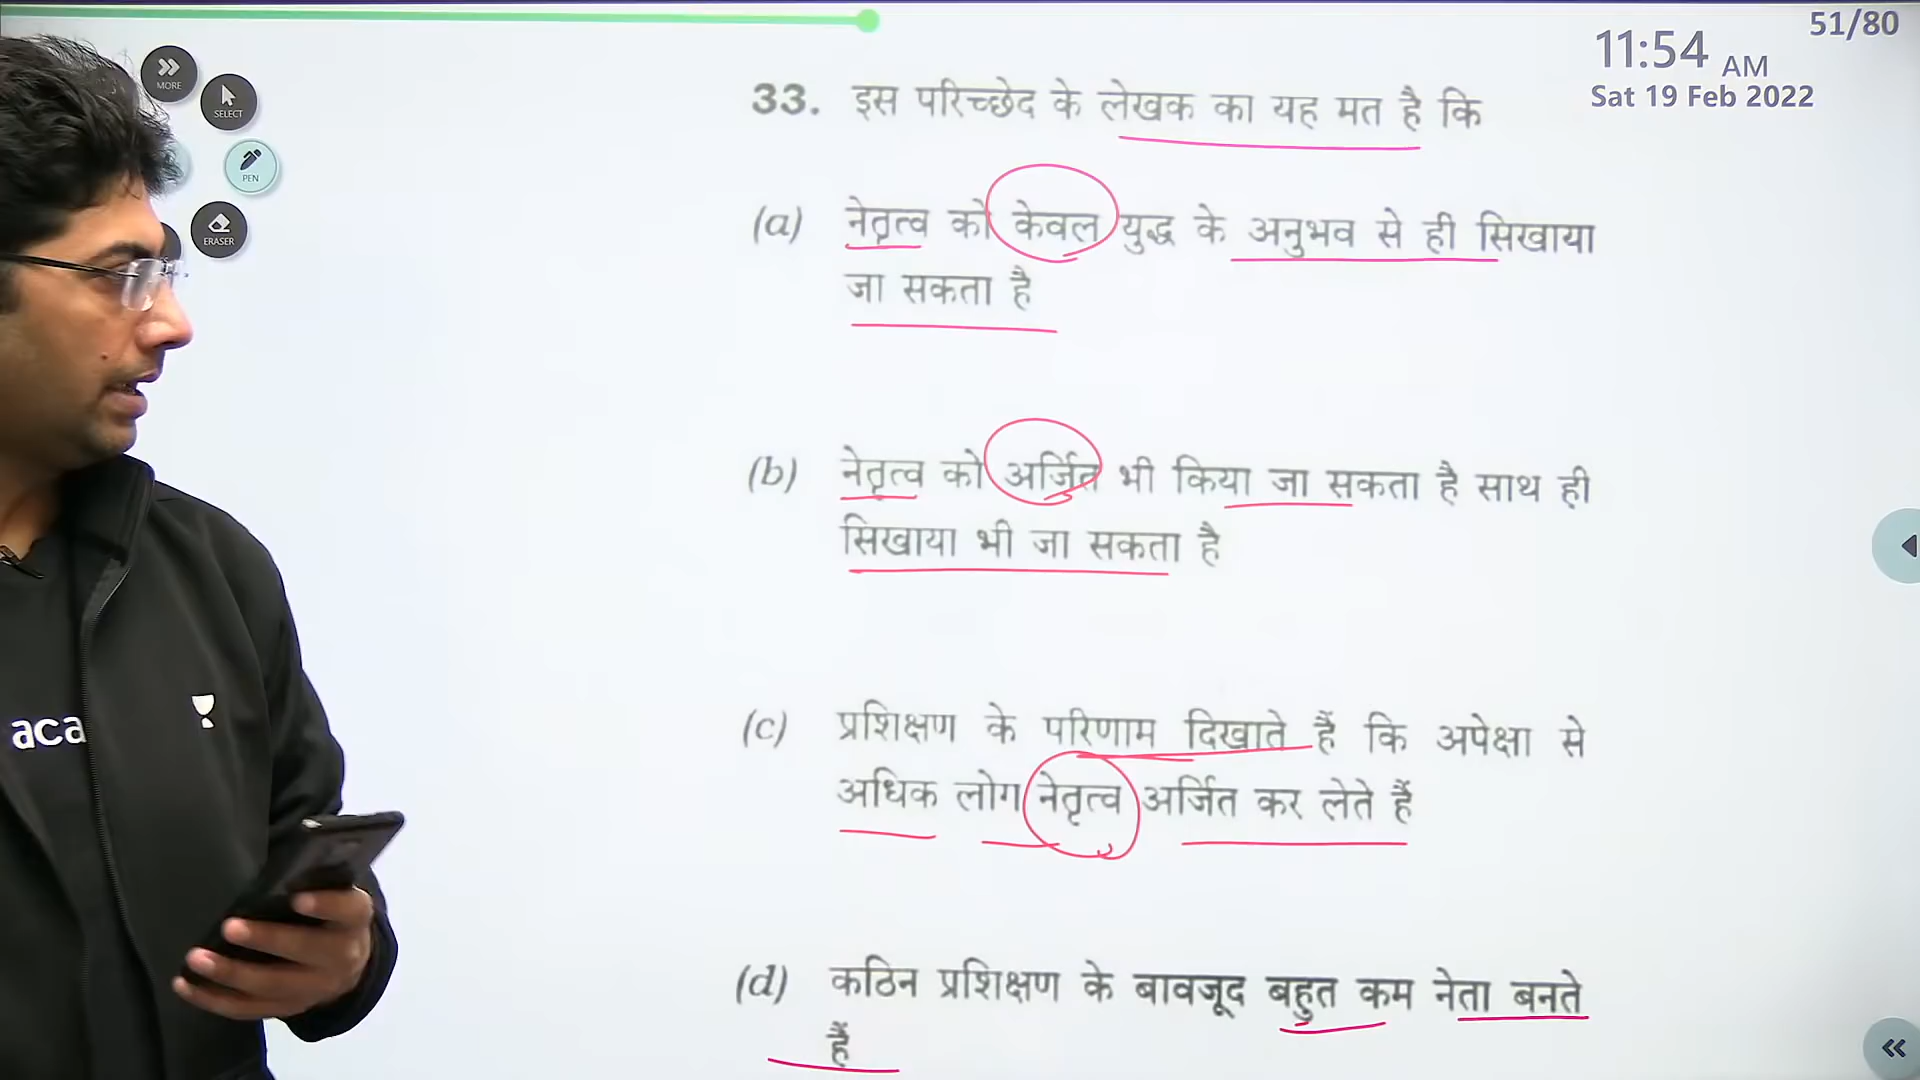 51/80
11:54 AM
Sat 19 Feb 2022
MORE
SELECT
PEN
ERASER
33. इस परिच्छेद के लेखक का यह मत है कि
(a) नेतृत्व को केवल युद्ध के अनुभव से ही सिखाया
जा सकता है
(b) नेतृत्व को अर्जित भी किया जा सकता है साथ ही
सिखाया भी जा सकता है
(c) प्रशिक्षण के परिणाम दिखाते हैं कि अपेक्षा से
अधिक लोग नेतृत्व अर्जित कर लेते हैं
(d) कठिन प्रशिक्षण के बावजूद बहुत कम नेता बनते
हैं
aca